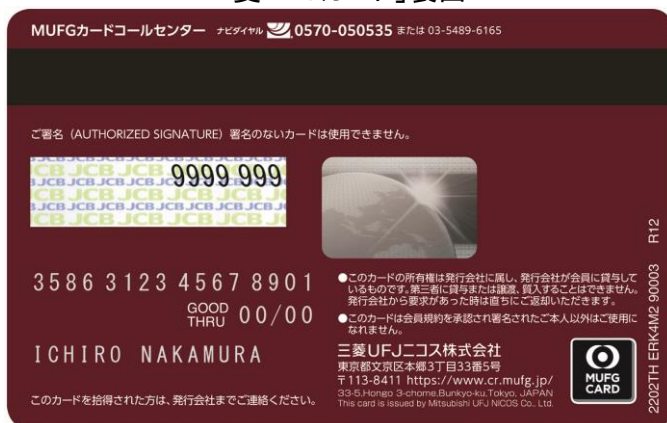 MUFGカードコールセンター ナビダイヤル 0570-050535 または 03-5489-6165
ご署名（AUTHORIZED SIGNATURE）署名のないカードは使用できません。
JCB JCB JCB JCB JCB
9999 999
3586 3123 4567 8901
GOOD THRU 00/00
ICHIRO NAKAMURA
このカードを拾得された方は、発行会社までご連絡ください。
●このカードの所有権は発行会社に属し、発行会社が会員に貸与して
いるものです。第三者に貸与または譲渡、質入することはできません。
発行会社から要求があった時は直ちにご返却いただきます。
●このカードは会員規約を承認され署名されたご本人以外はご使用に
なれません。
三菱UFJニコス株式会社
東京都文京区本郷3丁目33番5号
〒113-8411 https://www.cr.mufg.jp/
33-5,Hongo 3-chome,Bunkyo-ku,Tokyo, JAPAN
This card is issued by Mitsubishi UFJ NICOS Co., Ltd.
MUFG
CARD
2202TH ERK4M2 90003 R12